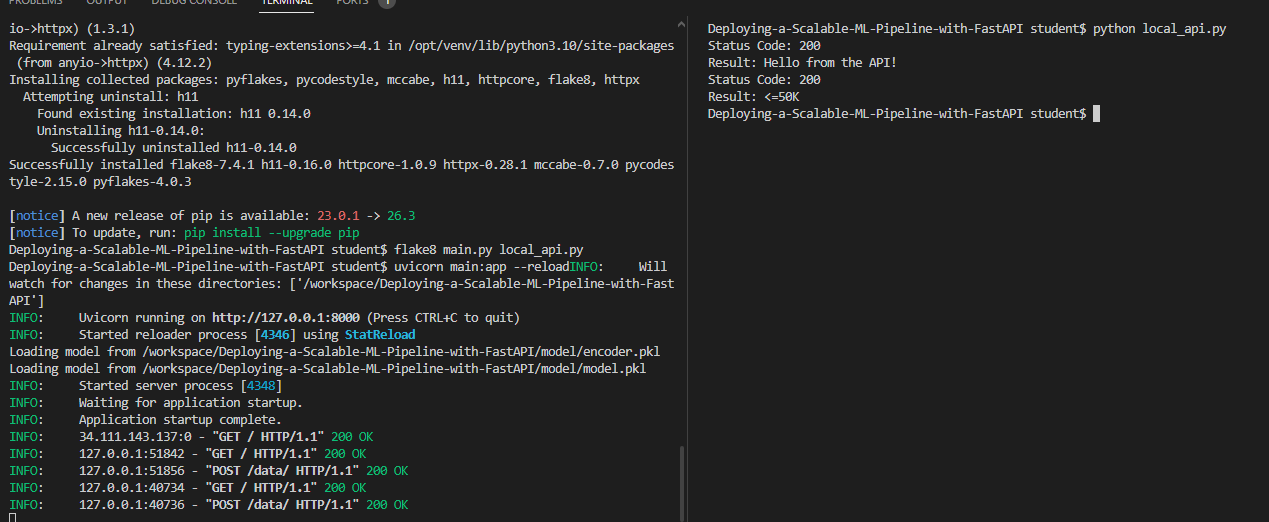 PROBLEMS OUTPUT DEBUG CONSOLE TERMINAL PORTS 1
io->httpx) (1.3.1)
Requirement already satisfied: typing-extensions>=4.1 in /opt/venv/lib/python3.10/site-packages
(from anyio->httpx) (4.12.2)
Installing collected packages: pyflakes, pycodestyle, mccabe, h11, httpcore, flake8, httpx
Attempting uninstall: h11
Found existing installation: h11 0.14.0
Uninstalling h11-0.14.0:
Successfully uninstalled h11-0.14.0
Successfully installed flake8-7.4.1 h11-0.16.0 httpcore-1.0.9 httpx-0.28.1 mccabe-0.7.0 pycodes
tyle-2.15.0 pyflakes-4.0.3
[notice] A new release of pip is available: 23.0.1 -> 26.3
[notice] To update, run: pip install --upgrade pip
Deploying-a-Scalable-ML-Pipeline-with-FastAPI student$ flake8 main.py local_api.py
Deploying-a-Scalable-ML-Pipeline-with-FastAPI student$ uvicorn main:app --reloadINFO:     Will
watch for changes in these directories: ['/workspace/Deploying-a-Scalable-ML-Pipeline-with-Fast
API']
INFO:     Uvicorn running on http://127.0.0.1:8000 (Press CTRL+C to quit)
INFO:     Started reloader process [4346] using StatReload
Loading model from /workspace/Deploying-a-Scalable-ML-Pipeline-with-FastAPI/model/encoder.pkl
Loading model from /workspace/Deploying-a-Scalable-ML-Pipeline-with-FastAPI/model/model.pkl
INFO:     Started server process [4348]
INFO:     Waiting for application startup.
INFO:     Application startup complete.
INFO:     34.111.143.137:0 - "GET / HTTP/1.1" 200 OK
INFO:     127.0.0.1:51842 - "GET / HTTP/1.1" 200 OK
INFO:     127.0.0.1:51856 - "POST /data/ HTTP/1.1" 200 OK
INFO:     127.0.0.1:40734 - "GET / HTTP/1.1" 200 OK
INFO:     127.0.0.1:40736 - "POST /data/ HTTP/1.1" 200 OK
Deploying-a-Scalable-ML-Pipeline-with-FastAPI student$ python local_api.py
Status Code: 200
Result: Hello from the API!
Status Code: 200
Result: <=50K
Deploying-a-Scalable-ML-Pipeline-with-FastAPI student$